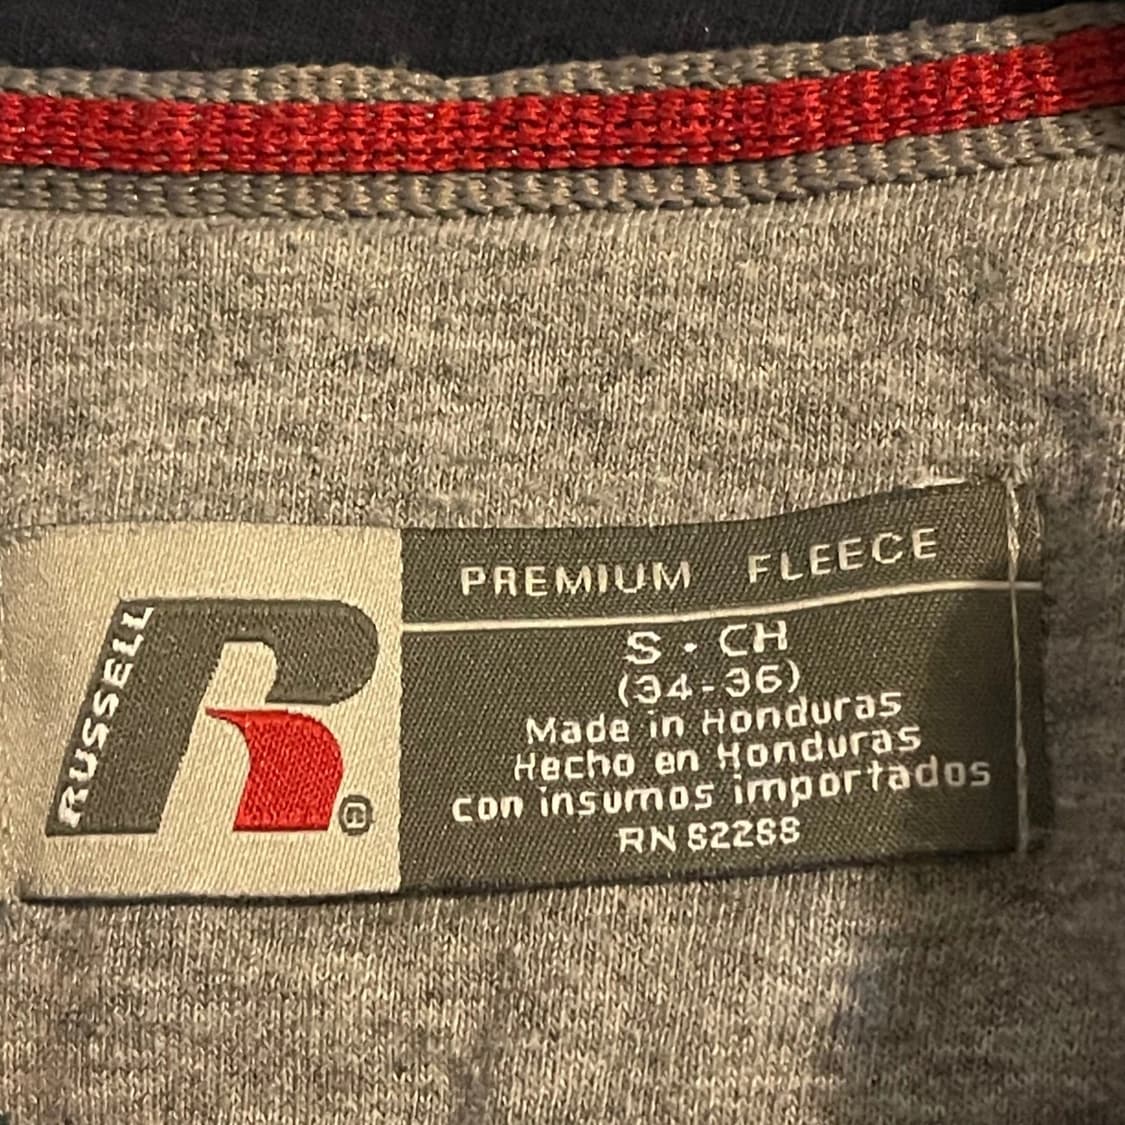 RUSSELL
®
PREMIUM FLEECE
S · CH
(34-36)
Made in Honduras
Hecho en Honduras
con insumos importados
RN 82288